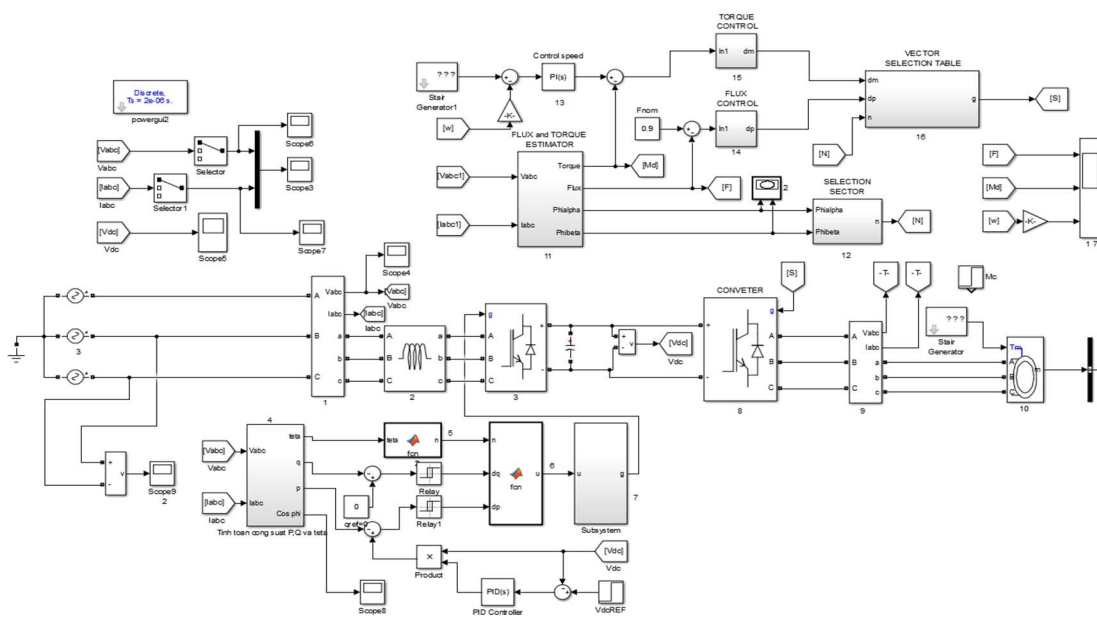 TORQUE
CONTROL
In1
dm
15
VECTOR
SELECTION TABLE
dm
dp
n
g
16
[S]
Control speed
PI(s)
13
? ? ?
Stair
Generator1
-K-
[w]
Fnom
0.9
FLUX
CONTROL
In1
dp
14
[N]
Discrete,
Ts = 2e-06 s.
powergui2
[Vabc]
Vabc
Selector
Scope6
[Iabc]
Iabc
Selector1
Scope3
[Vdc]
Vdc
Scope5
Scope7
FLUX and TORQUE
ESTIMATOR
[Vabc1]
Vabc
[Iabc1]
Iabc
Torque
Flux
Phialpha
Phibeta
11
[Md]
[F]
2
SELECTION
SECTOR
Phialpha
Phibeta
n
12
[N]
[F]
[Md]
[w]
-K-
17
3
A
B
C
Vabc
Iabc
a
b
c
1
Scope4
[Vabc]
Vabc
[Iabc]
Iabc
A
B
C
A
B
C
2
g
A
B
C
+
-
3
+
-
v
[Vdc]
Vdc
CONVETER
[S]
g
+
-
A
B
C
8
-T-
-T-
Vabc
Iabc
A
B
C
a
b
c
9
Mc
? ? ?
Stair
Generator
Tm
A
B
C
m
10
+
-
v
Scope9
2
4
[Vabc]
Vabc
[Iabc]
Iabc
Vabc
Iabc
teta
q
p
Cos phi
Tinh toan cong suat P,Q va teta
teta
n
fcn
5
0
qref=0
Relay
Relay1
n
dq
dp
u
fcn
6
u
g
Subsystem
7
Product
[Vdc]
Vdc
PID(s)
PID Controller
VdcREF
Scope8